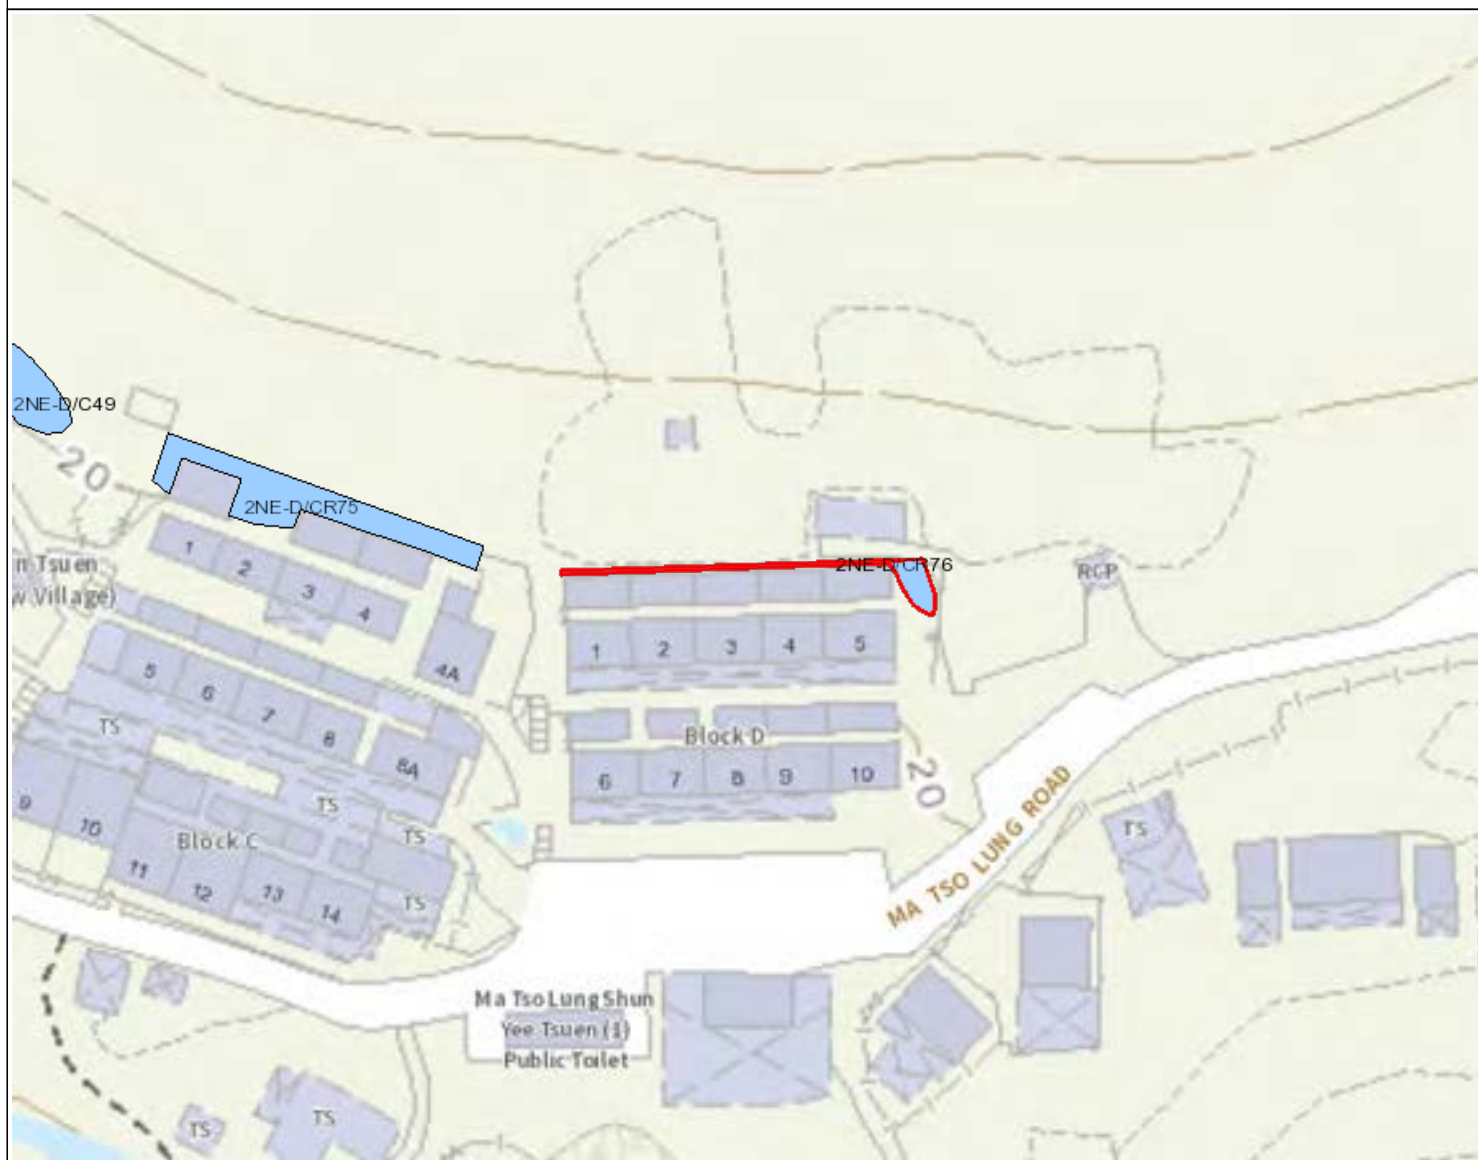 2NE-D/C49
20
2NE-D/CR75
n Tsuen
w Village)
1
2
3
4
4A
5
6
7
8
8A
TS
TS
TS
TS
9
10
11
12
13
14
Block C
2NE-D/CR76
RCP
1
2
3
4
5
Block D
6
7
8
9
10
20
MA TSO LUNG ROAD
TS
Ma Tso Lung Shun
Yee Tsuen (1)
Public Toilet
TS
TS